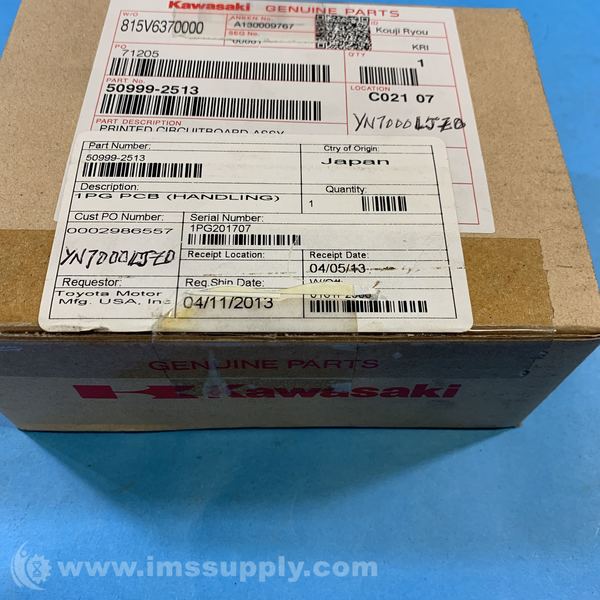 Kawasaki GENUINE PARTS
W/O
815V6370000
ANKEN No.
A130009767
SEQ No.
00001
Kouji Ryou
KRI
PO
71205
Q'TY
1
PART No.
50999-2513
LOCATION
C021 07
PART DESCRIPTION
PRINTED CIRCUITBOARD ASSY
Part Number:
50999-2513
Ctry of Origin:
Japan
Description:
1PG PCB (HANDLING)
Quantity:
1
Cust PO Number:
0002986557
Serial Number:
1PG201707
Receipt Location:
Receipt Date:
04/05/13
Requestor:
Toyota Motor
Mfg. USA, Inc
Req.Ship Date:
04/11/2013
GENUINE PARTS
Kawasaki
www.imssupply.com